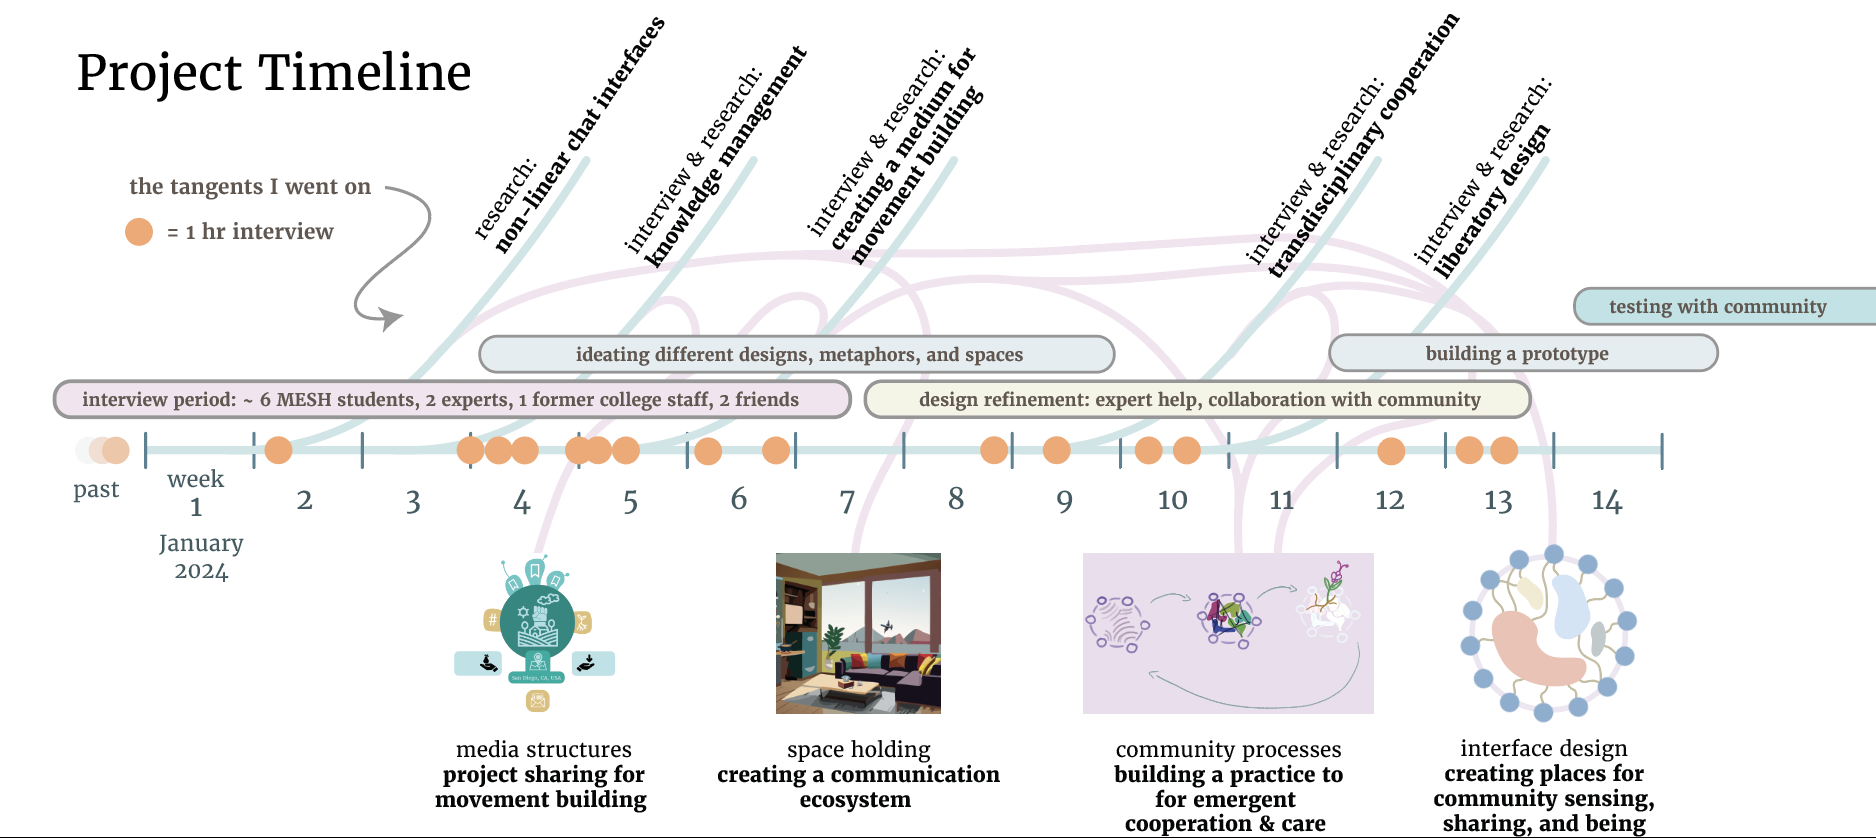 Project Timeline
the tangents I went on
= 1 hr interview
research:
non-linear chat interfaces
interview & research:
knowledge management
interview & research:
creating a medium for
movement building
interview & research:
transdisciplinary cooperation
interview & research:
liberatory design
testing with community
ideating different designs, metaphors, and spaces
building a prototype
interview period: ~ 6 MESH students, 2 experts, 1 former college staff, 2 friends
design refinement: expert help, collaboration with community
past
week
1
2
3
4
5
6
7
8
9
10
11
12
13
14
January
2024
#
San Diego, CA, USA
media structures
project sharing for
movement building
space holding
creating a communication
ecosystem
community processes
building a practice to
for emergent
cooperation & care
interface design
creating places for
community sensing,
sharing, and being